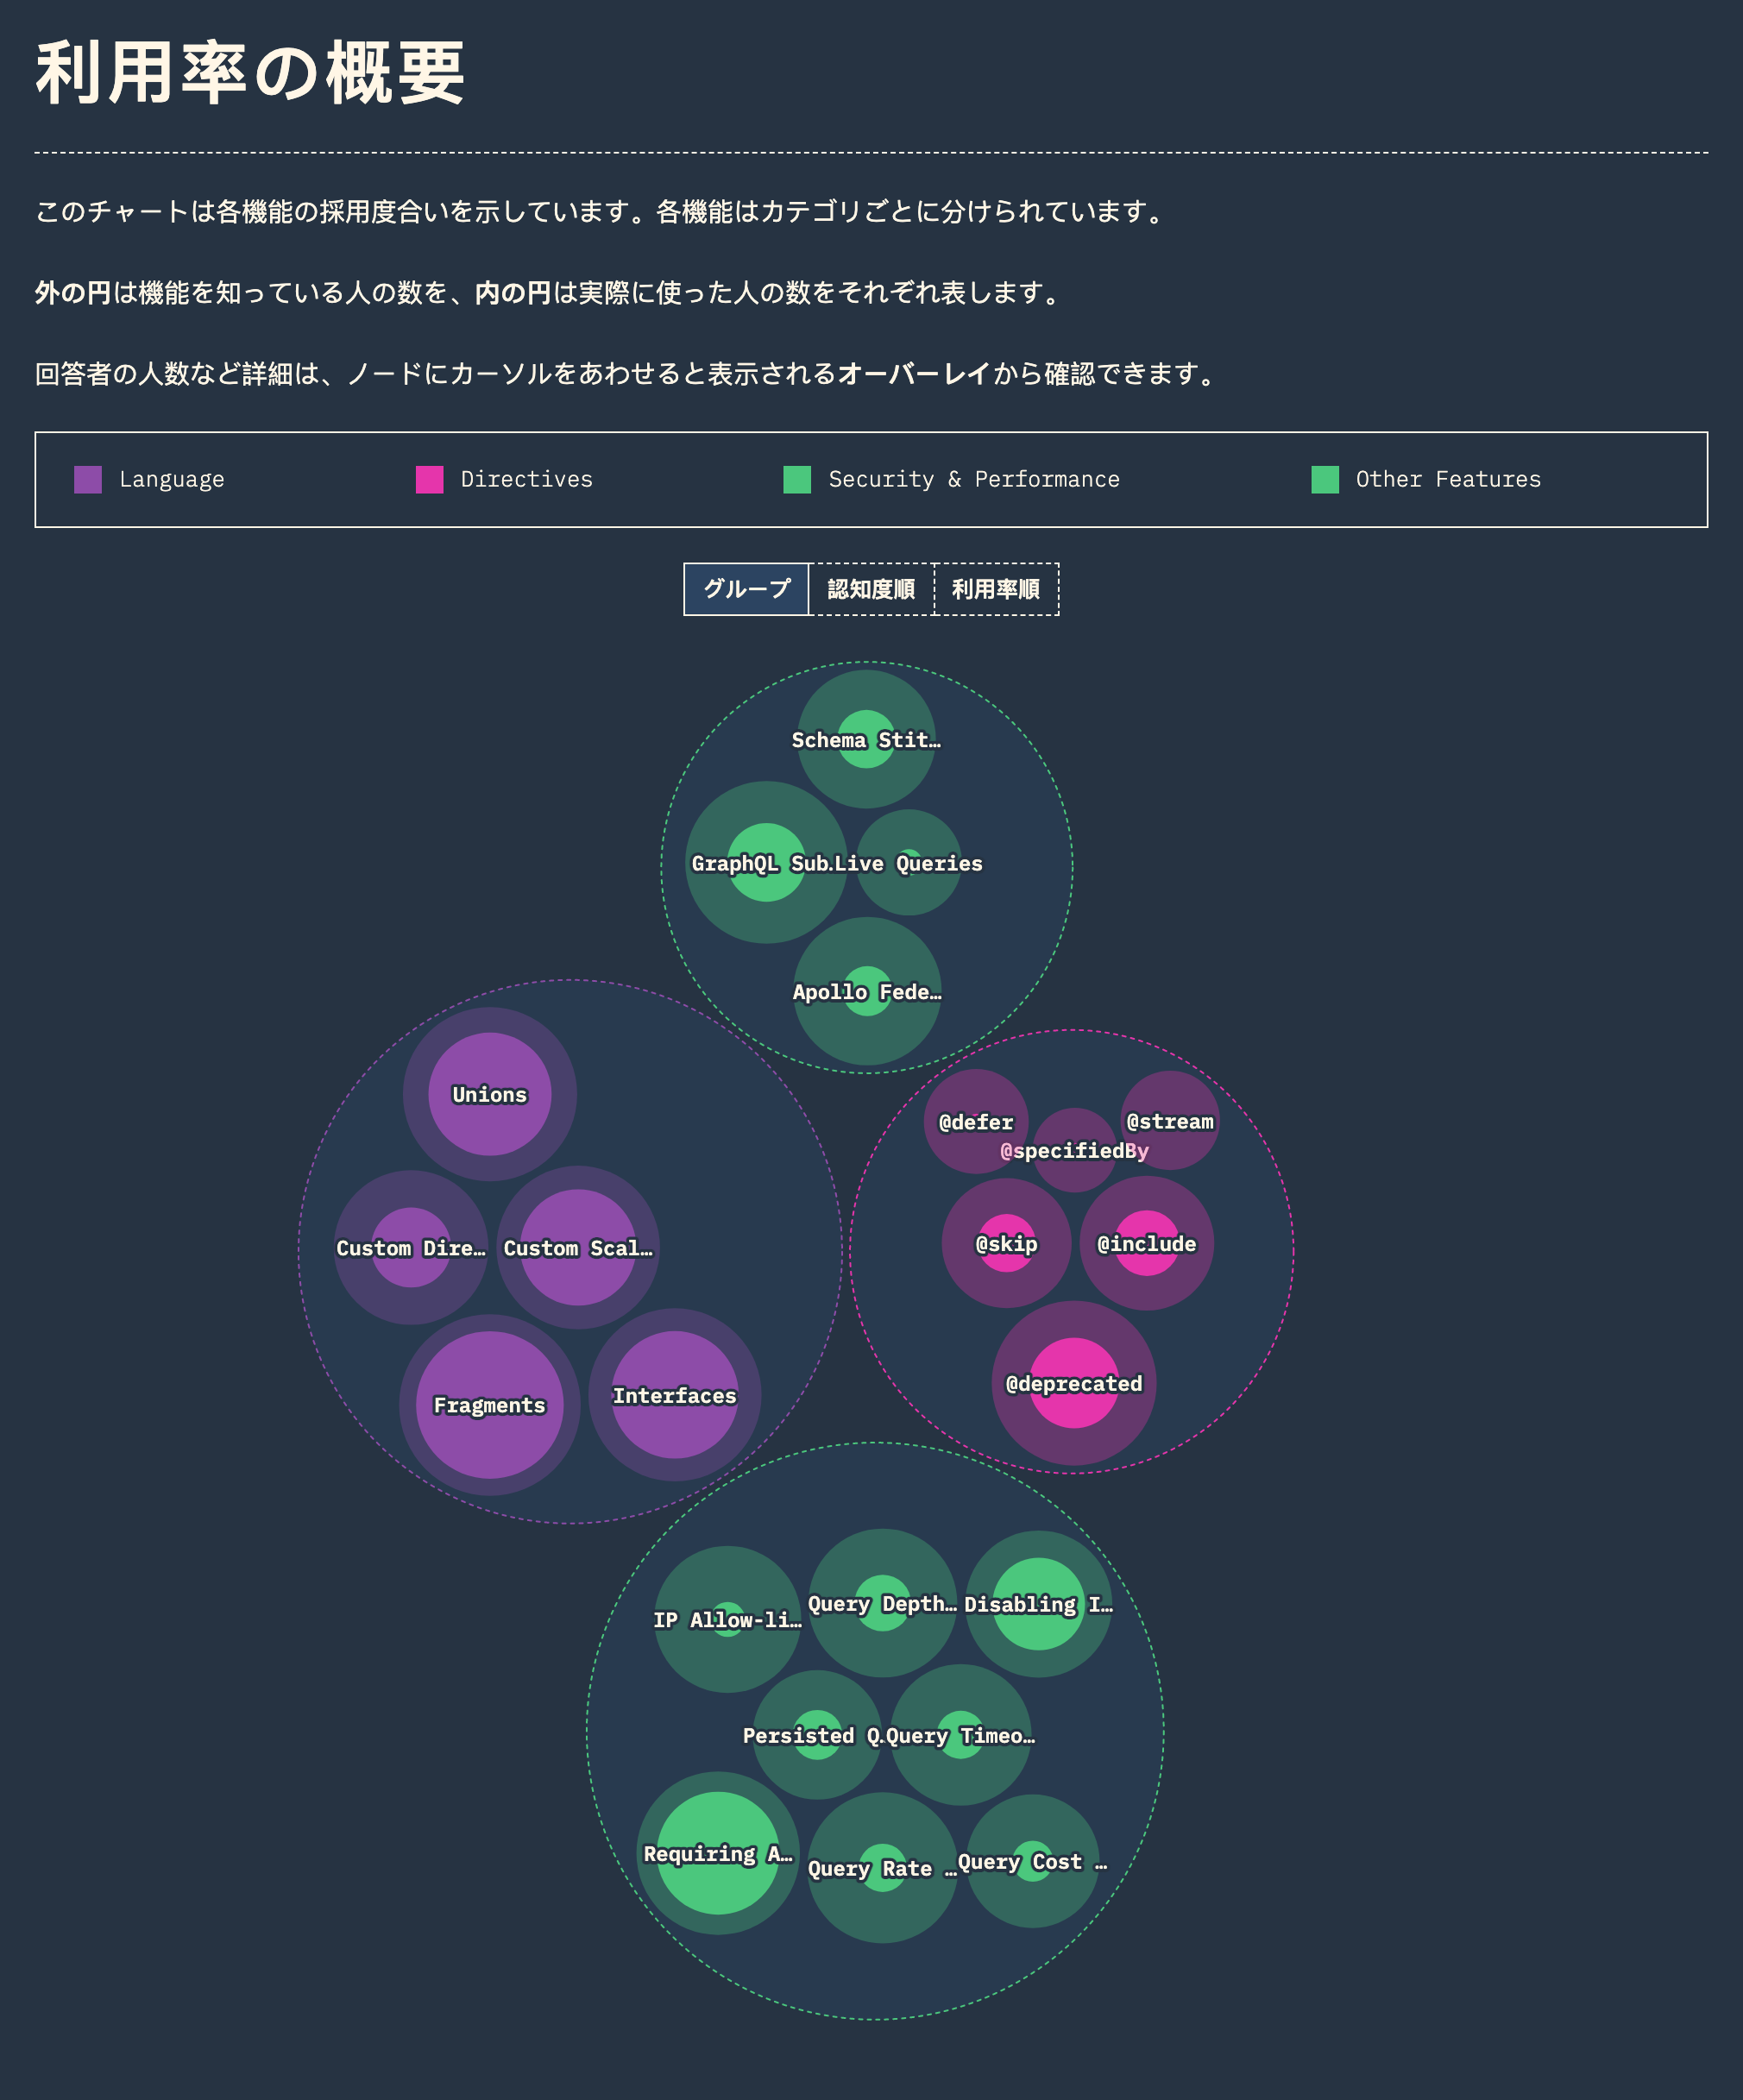 利用率の概要
このチャートは各機能の採用度合いを示しています。各機能はカテゴリごとに分けられています。
外の円は機能を知っている人の数を、内の円は実際に使った人の数をそれぞれ表します。
回答者の人数など詳細は、ノードにカーソルをあわせると表示されるオーバーレイから確認できます。
Language
Directives
Security & Performance
Other Features
グループ
認知度順
利用率順
Schema Stit…
GraphQL Sub…
Live Queries
Apollo Fede…
Unions
Custom Dire…
Custom Scal…
Fragments
Interfaces
@defer
@specifiedBy
@stream
@skip
@include
@deprecated
IP Allow-li…
Query Depth…
Disabling I…
Persisted Q…
Query Timeo…
Requiring A…
Query Rate …
Query Cost …